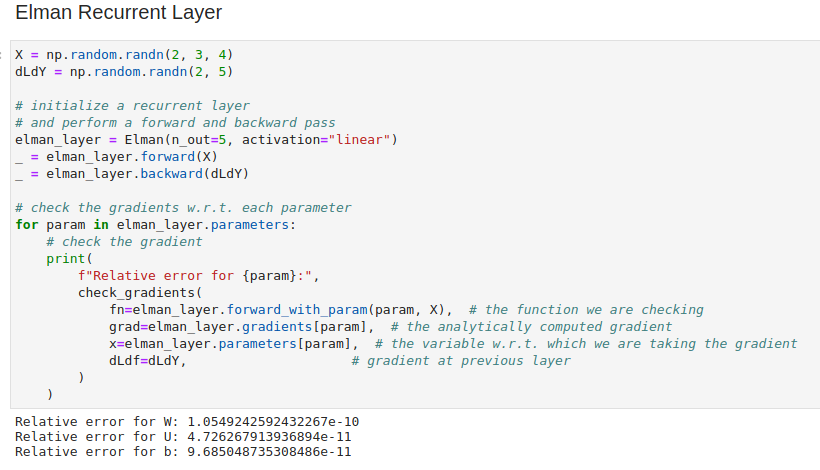 Elman Recurrent Layer
X = np.random.randn(2, 3, 4)
dLdY = np.random.randn(2, 5)
# initialize a recurrent layer
# and perform a forward and backward pass
elman_layer = Elman(n_out=5, activation="linear")
_ = elman_layer.forward(X)
_ = elman_layer.backward(dLdY)
# check the gradients w.r.t. each parameter
for param in elman_layer.parameters:
    # check the gradient
    print(
        f"Relative error for {param}:",
        check_gradients(
            fn=elman_layer.forward_with_param(param, X),  # the function we are checking
            grad=elman_layer.gradients[param],  # the analytically computed gradient
            x=elman_layer.parameters[param],  # the variable w.r.t. which we are taking the gradient
            dLdf=dLdY,                     # gradient at previous layer
        )
    )
Relative error for W: 1.0549242592432267e-10
Relative error for U: 4.726267913936894e-11
Relative error for b: 9.685048735308486e-11